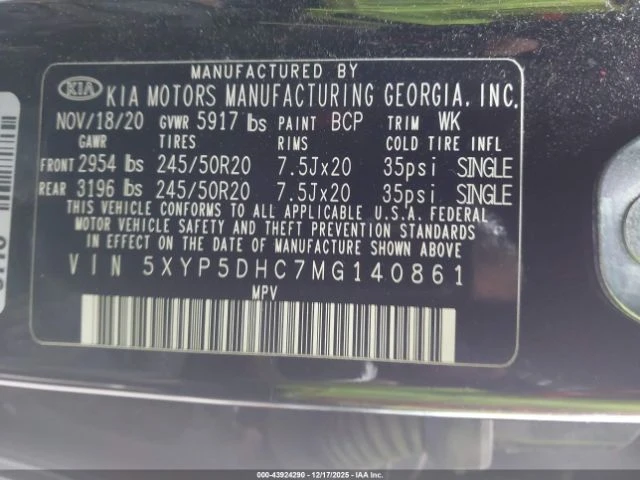 MANUFACTURED BY
KIA KIA MOTORS MANUFACTURING GEORGIA, INC.
NOV/18/20 GVWR 5917 lbs PAINT BCP TRIM WK
GAWR TIRES RIMS COLD TIRE INFL
FRONT 2954 lbs 245/50R20 7.5Jx20 35psi SINGLE
REAR 3196 lbs 245/50R20 7.5Jx20 35psi SINGLE
THIS VEHICLE CONFORMS TO ALL APPLICABLE U.S.A. FEDERAL
MOTOR VEHICLE SAFETY AND THEFT PREVENTION STANDARDS
IN EFFECT ON THE DATE OF MANUFACTURE SHOWN ABOVE.
VIN 5XYP5DHC7MG140861
MPV
000-43924290 - 12/17/2025 - IAAI